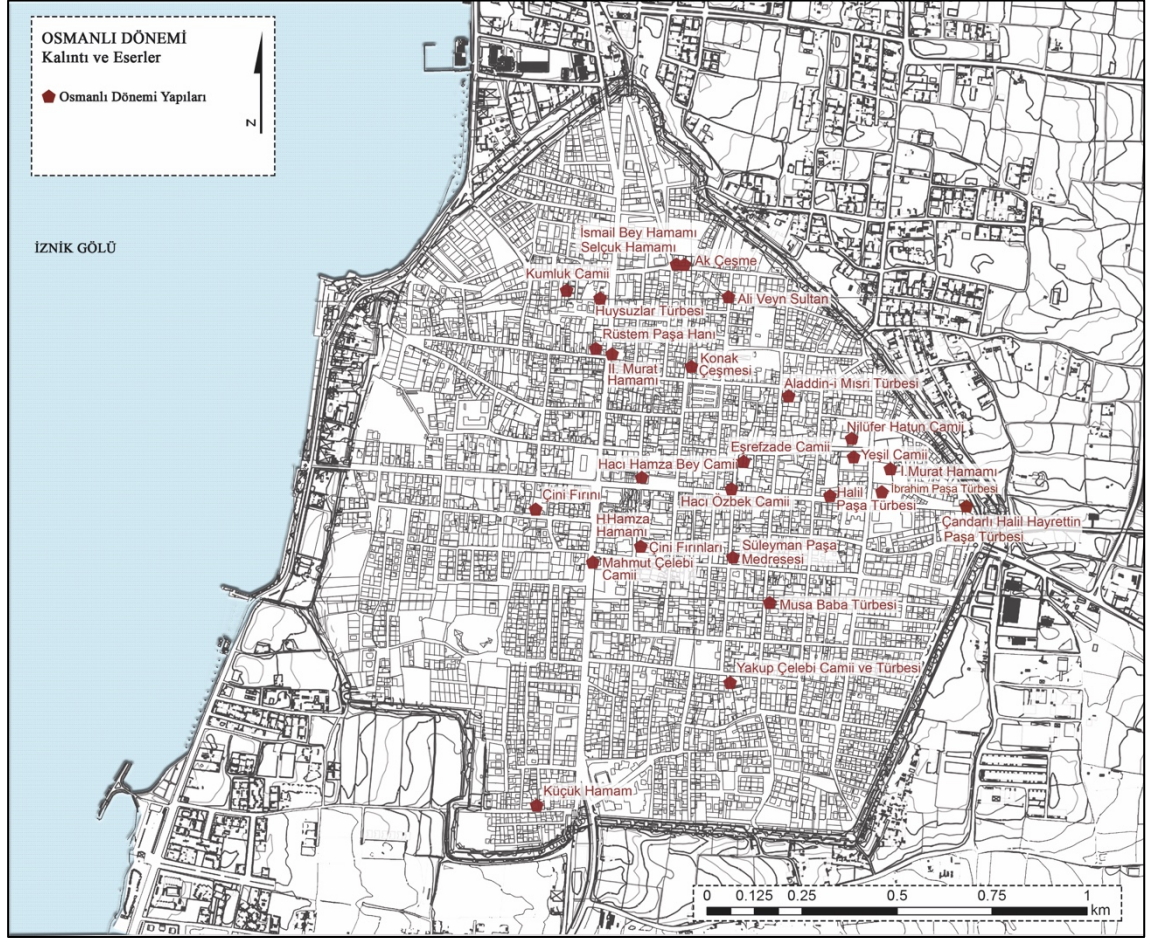 OSMANLI DÖNEMİ
Kalıntı ve Eserler
Osmanlı Dönemi Yapıları
N
İZNİK GÖLÜ
İsmail Bey Hamamı
Selçuk Hamamı
Ak Çeşme
Kumluk Camii
Ali Veyn Sultan
Huysuzlar Türbesi
Rüstem Paşa Hanı
II. Murat
Hamamı
Konak
Çeşmesi
Aladdin-i Mısri Türbesi
Nilüfer Hatun Camii
Eşrefzade Camii
Yeşil Camii
Hacı Hamza Bey Camii
I.Murat Hamamı
İbrahim Paşa Türbesi
Çini Fırını
Hacı Özbek Camii
Halil
Paşa Türbesi
Çandarlı Halil Hayrettin
Paşa Türbesi
H.Hamza
Hamamı
Çini Fırınları
Süleyman Paşa
Medresesi
Mahmut Çelebi
Camii
Musa Baba Türbesi
Yakup Çelebi Camii ve Türbesi
Küçük Hamam
0 0.125 0.25 0.5 0.75 1
km